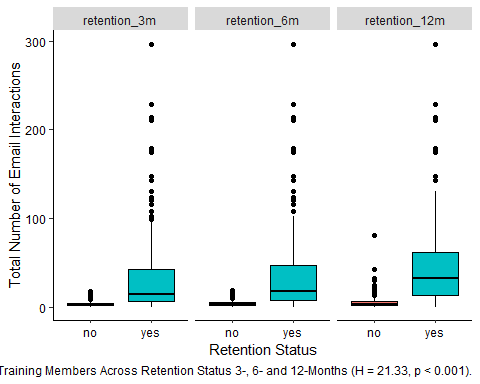 retention_3m retention_6m retention_12m
300
200
100
0
Total Number of Email Interactions
no yes no yes no yes
Retention Status
Training Members Across Retention Status 3-, 6- and 12-Months (H = 21.33, p < 0.001).